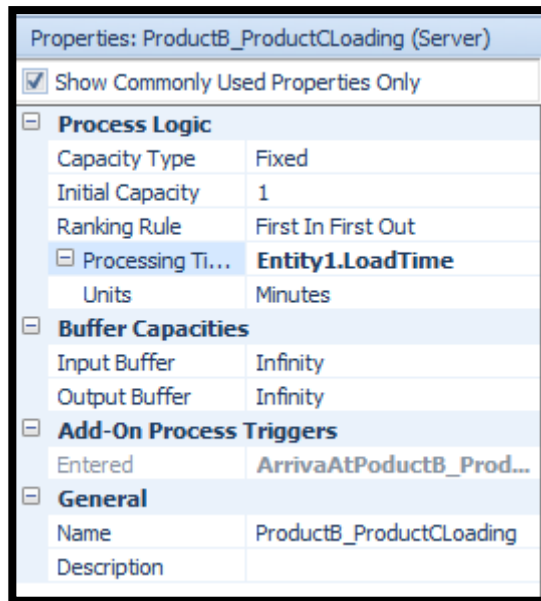 Properties: ProductB_ProductCLoading (Server)
Show Commonly Used Properties Only
Process Logic
Capacity Type Fixed
Initial Capacity 1
Ranking Rule First In First Out
Processing Ti... Entity1.LoadTime
Units Minutes
Buffer Capacities
Input Buffer Infinity
Output Buffer Infinity
Add-On Process Triggers
Entered ArrivaAtPoductB_Prod...
General
Name ProductB_ProductCLoading
Description